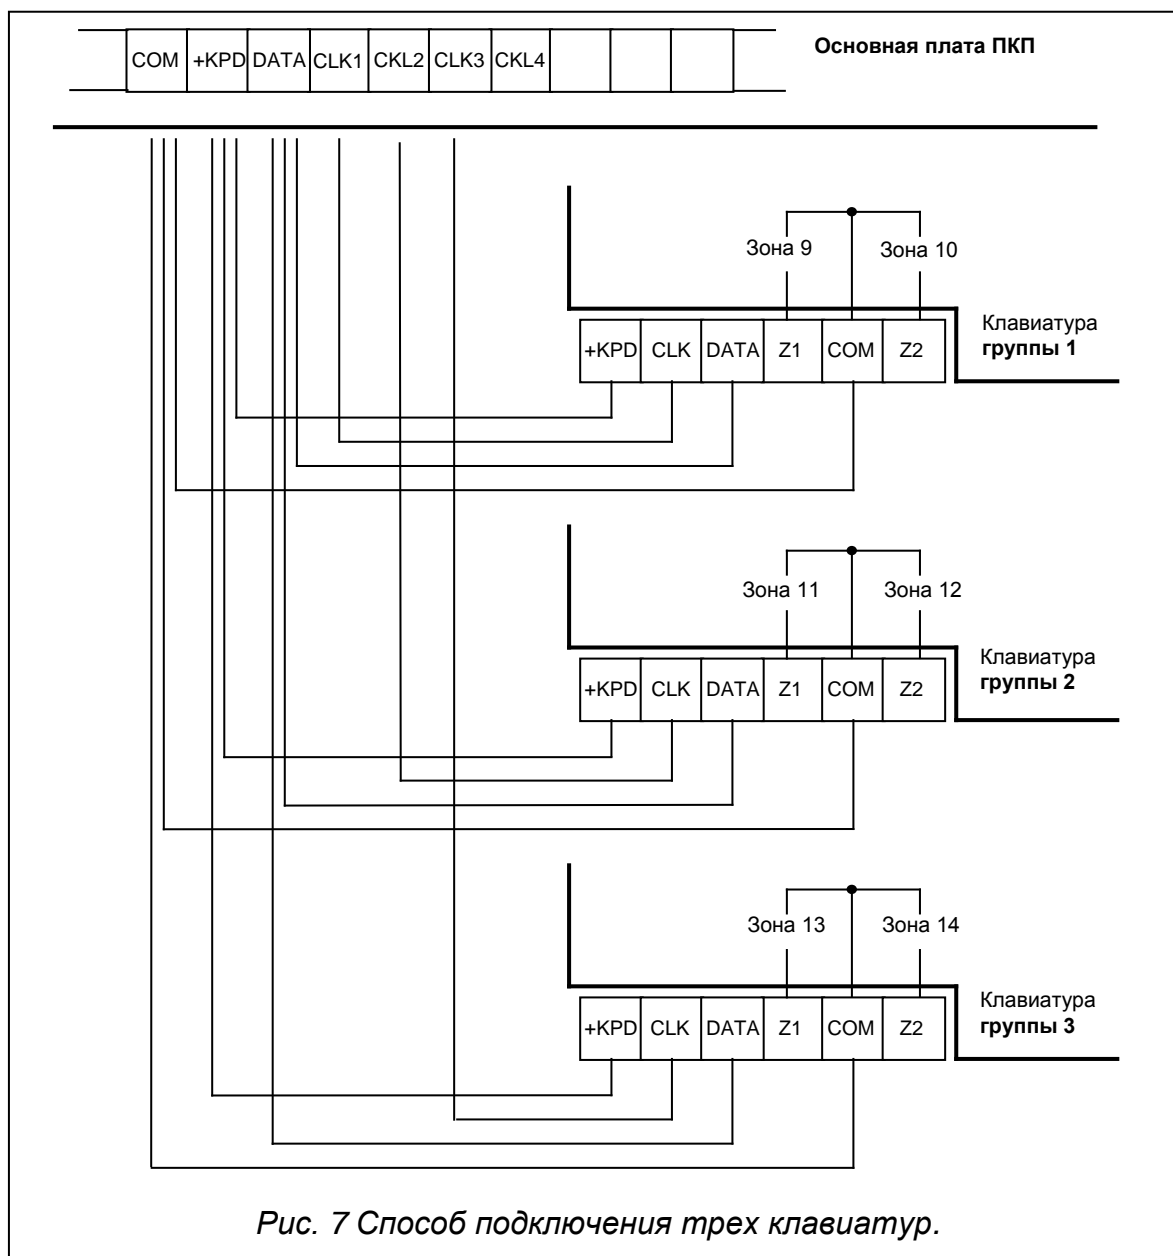 Основная плата ПКП
COM +KPD DATA CLK1 CKL2 CLK3 CKL4
Зона 9 Зона 10
Клавиатура
группы 1
+KPD CLK DATA Z1 COM Z2
Зона 11 Зона 12
Клавиатура
группы 2
+KPD CLK DATA Z1 COM Z2
Зона 13 Зона 14
Клавиатура
группы 3
+KPD CLK DATA Z1 COM Z2
Рис. 7 Способ подключения трех клавиатур.